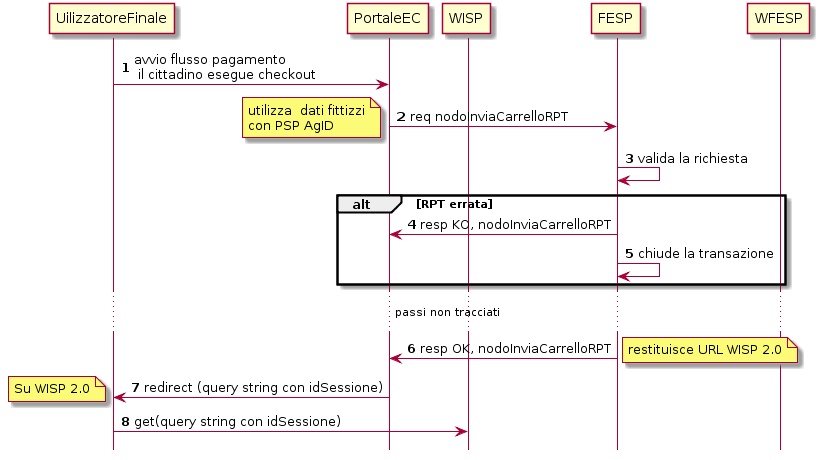 UilizzatoreFinale
PortaleEC
WISP
FESP
WFESP
1 avvio flusso pagamento
il cittadino esegue checkout
utilizza dati fittizzi
con PSP AgID
2 req nodoInviaCarrelloRPT
3 valida la richiesta
alt [RPT errata]
4 resp KO, nodoInviaCarrelloRPT
5 chiude la transazione
passi non tracciati
6 resp OK, nodoInviaCarrelloRPT
restituisce URL WISP 2.0
Su WISP 2.0
7 redirect (query string con idSessione)
8 get(query string con idSessione)